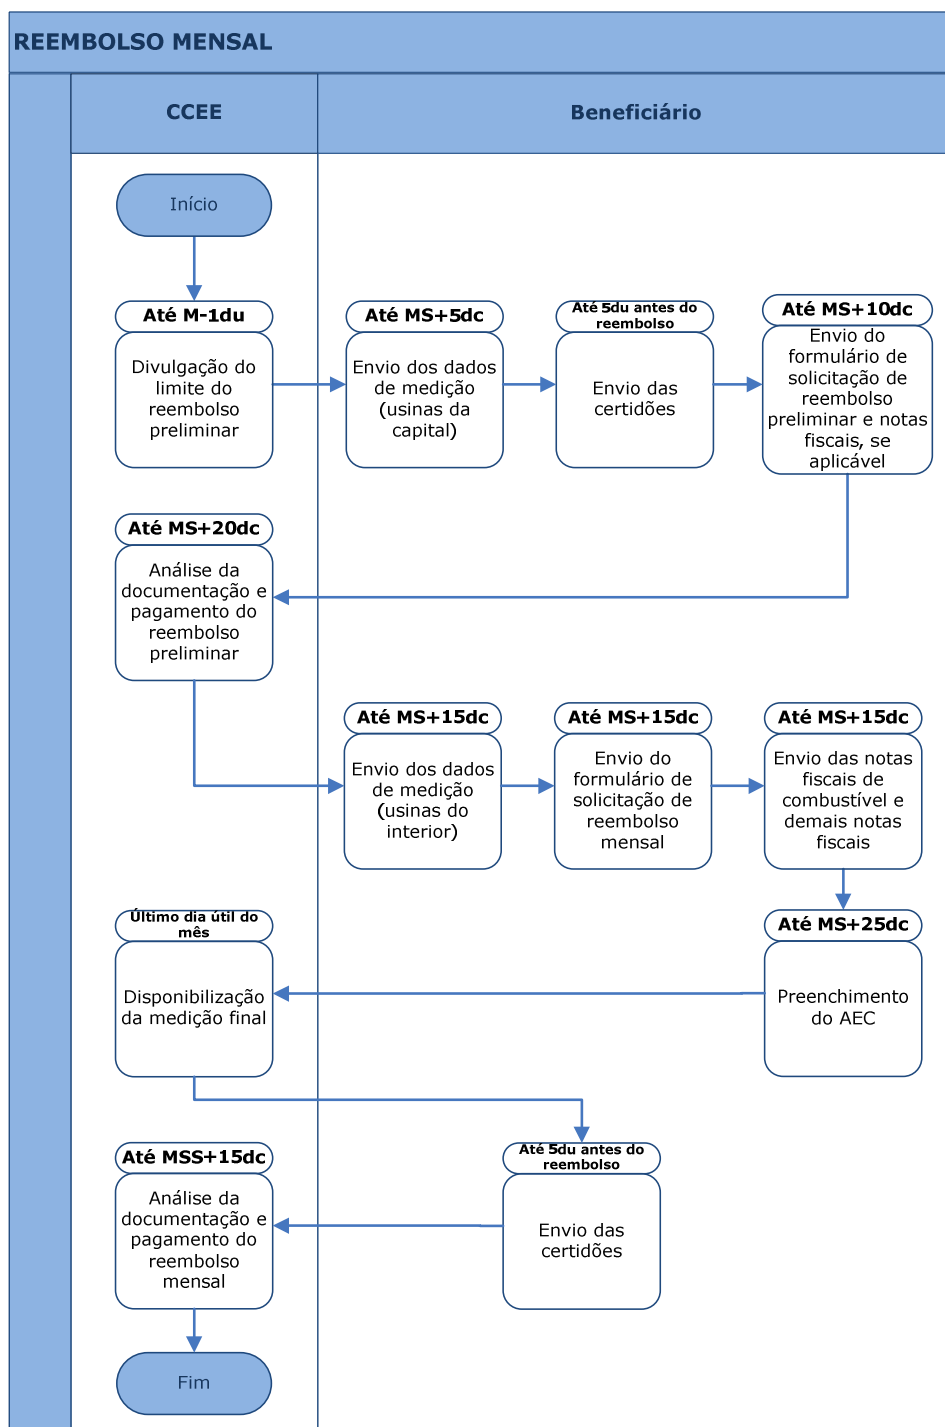 REEMBOLSO MENSAL
CCEE
Beneficiário
Início
Até M-1du
Divulgação do
limite do
reembolso
preliminar
Até MS+5dc
Envio dos dados
de medição
(usinas da
capital)
Até 5du antes do
reembolso
Envio das
certidões
Até MS+10dc
Envio do
formulário de
solicitação de
reembolso
preliminar e notas
fiscais, se
aplicável
Até MS+20dc
Análise da
documentação e
pagamento do
reembolso
preliminar
Até MS+15dc
Envio dos dados
de medição
(usinas do
interior)
Até MS+15dc
Envio do
formulário de
solicitação de
reembolso
mensal
Até MS+15dc
Envio das notas
fiscais de
combustível e
demais notas
fiscais
Até MS+25dc
Preenchimento
do AEC
Último dia útil do
mês
Disponibilização
da medição final
Até 5du antes do
reembolso
Envio das
certidões
Até MSS+15dc
Análise da
documentação e
pagamento do
reembolso
mensal
Fim